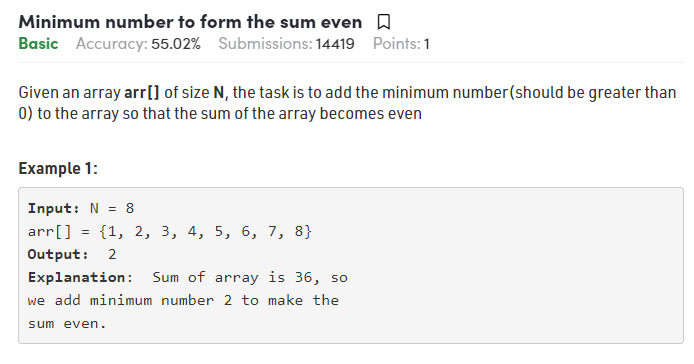 Minimum number to form the sum even
Basic Accuracy: 55.02% Submissions: 14419 Points: 1
Given an array arr[] of size N, the task is to add the minimum number(should be greater than
0) to the array so that the sum of the array becomes even
Example 1:
Input: N = 8
arr[] = {1, 2, 3, 4, 5, 6, 7, 8}
Output: 2
Explanation: Sum of array is 36, so
we add minimum number 2 to make the
sum even.